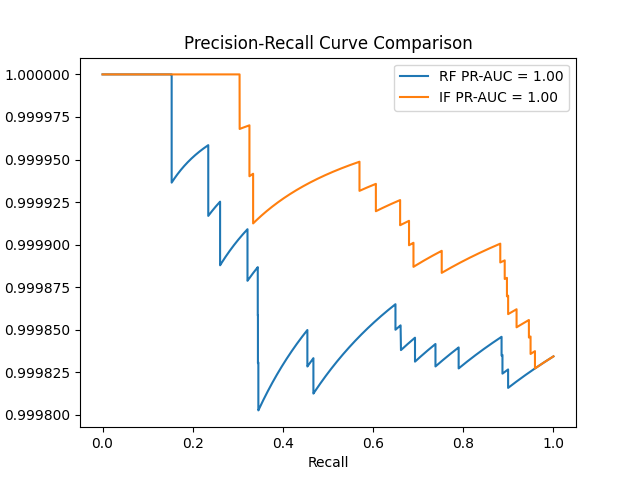 Precision-Recall Curve Comparison
RF PR-AUC = 1.00
IF PR-AUC = 1.00
1.000000
0.999975
0.999950
0.999925
0.999900
0.999875
0.999850
0.999825
0.999800
0.0 0.2 0.4 0.6 0.8 1.0
Recall